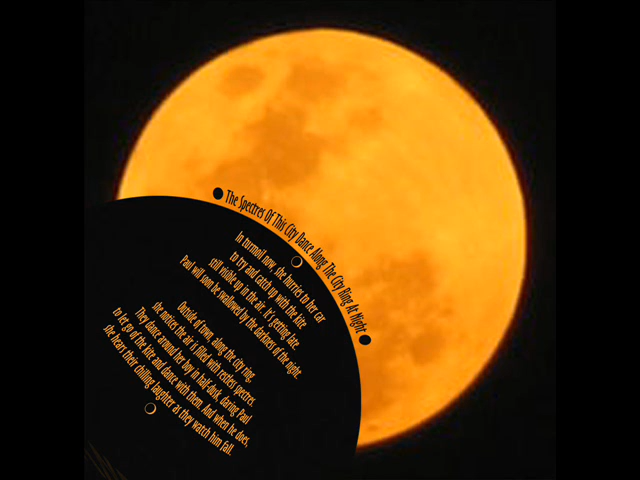 The Spectres Of This City Dance Along The City Ring At Night
In turmoil now, she hurries to her car
to try and catch up with the kite
still visible up in the air. It's getting late.
Paul will soon be swallowed by the darkness of the night.
Outside of town, along the city ring,
she notices the air is filled with restless spectres.
They dance around her boy in half-dusk, daring Paul
to let go of the kite and dance with them. And when he does,
she hears their chilling laughter as they watch him fall.